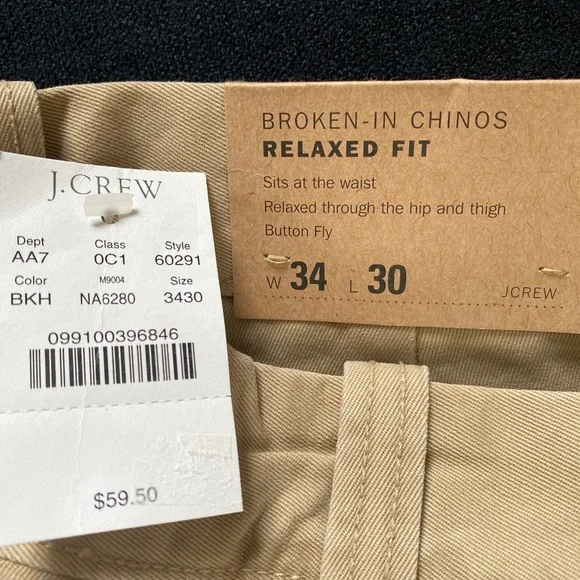 J.CREW
Dept Class Style
AA7 0C1 60291
Color M9004 Size
BKH NA6280 3430
099100396846
$59.50
BROKEN-IN CHINOS
RELAXED FIT
Sits at the waist
Relaxed through the hip and thigh
Button Fly
W 34 L 30
JCREW